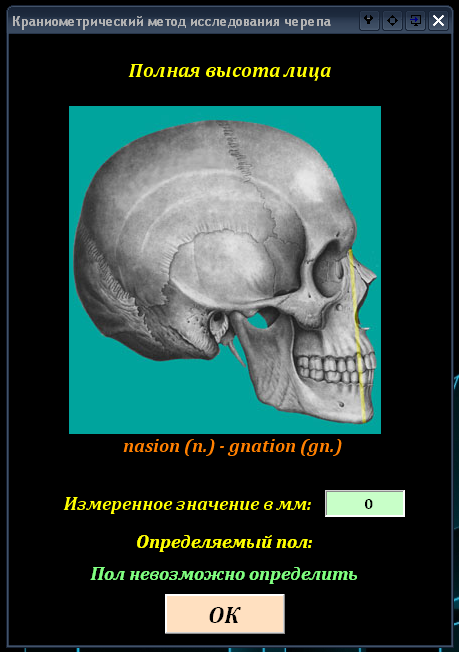 Краниометрический метод исследования черепа
Полная высота лица
nasion (n.) - gnation (gn.)
Измеренное значение в мм: 0
Определяемый пол:
Пол невозможно определить
ОК